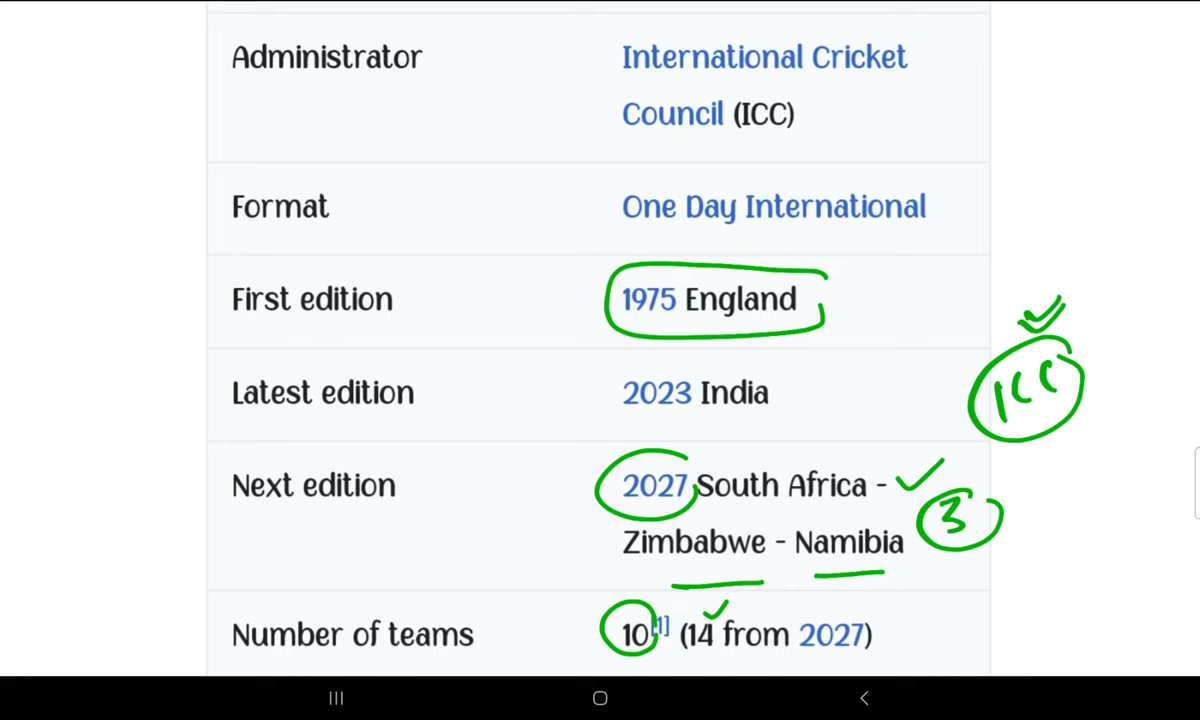 Administrator International Cricket
Council (ICC)
Format One Day International
First edition 1975 England
Latest edition 2023 India
ICC
Next edition 2027 South Africa -
3
Zimbabwe - Namibia
Number of teams 10[1] (14 from 2027)